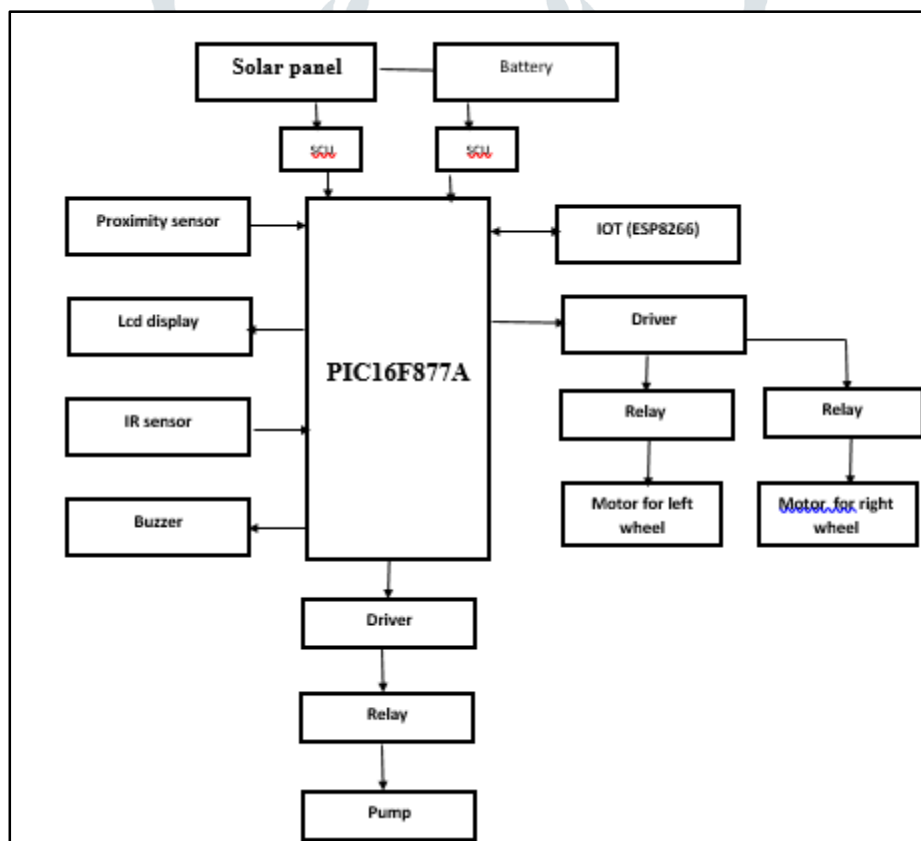 Solar panel
Battery
scu
scu
Proximity sensor
IOT (ESP8266)
Lcd display
Driver
PIC16F877A
IR sensor
Relay
Relay
Buzzer
Motor for left
wheel
Motor for right
wheel
Driver
Relay
Pump